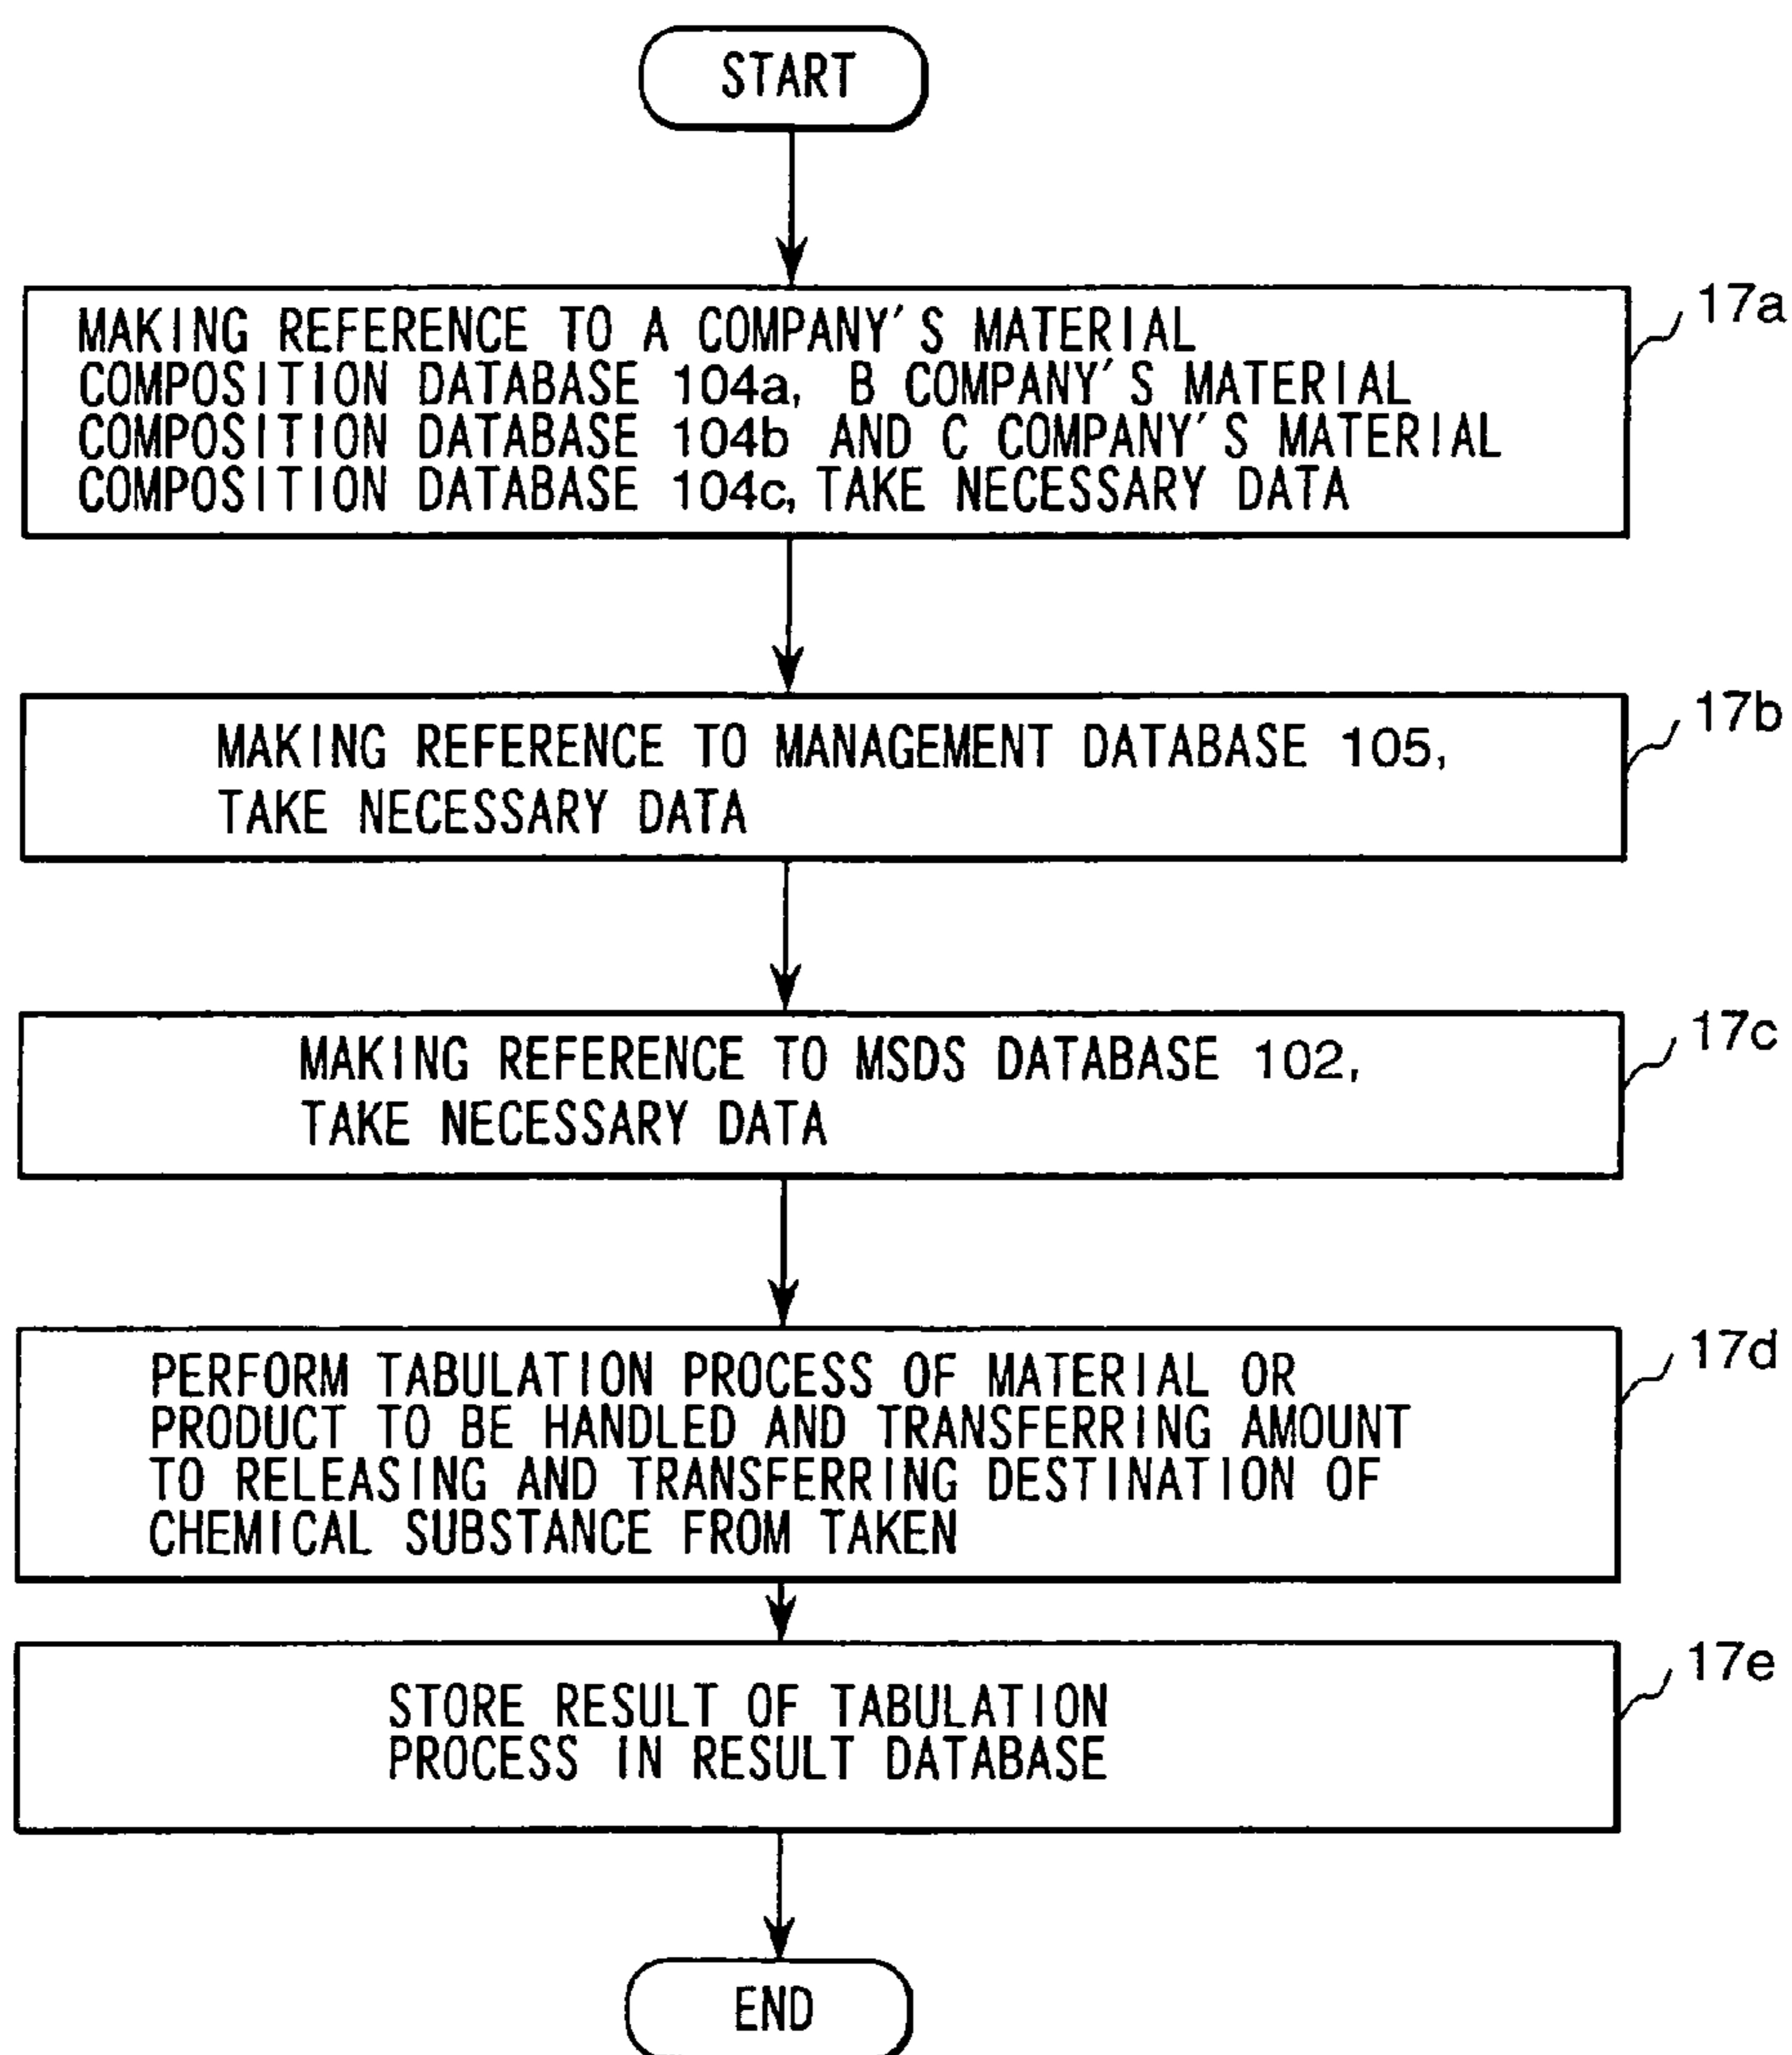 START
17a
MAKING REFERENCE TO A COMPANY'S MATERIAL
COMPOSITION DATABASE 104a, B COMPANY'S MATERIAL
COMPOSITION DATABASE 104b AND C COMPANY'S MATERIAL
COMPOSITION DATABASE 104c, TAKE NECESSARY DATA
17b
MAKING REFERENCE TO MANAGEMENT DATABASE 105,
TAKE NECESSARY DATA
17c
MAKING REFERENCE TO MSDS DATABASE 102,
TAKE NECESSARY DATA
17d
PERFORM TABULATION PROCESS OF MATERIAL OR
PRODUCT TO BE HANDLED AND TRANSFERRING AMOUNT
TO RELEASING AND TRANSFERRING DESTINATION OF
CHEMICAL SUBSTANCE FROM TAKEN
17e
STORE RESULT OF TABULATION
PROCESS IN RESULT DATABASE
END